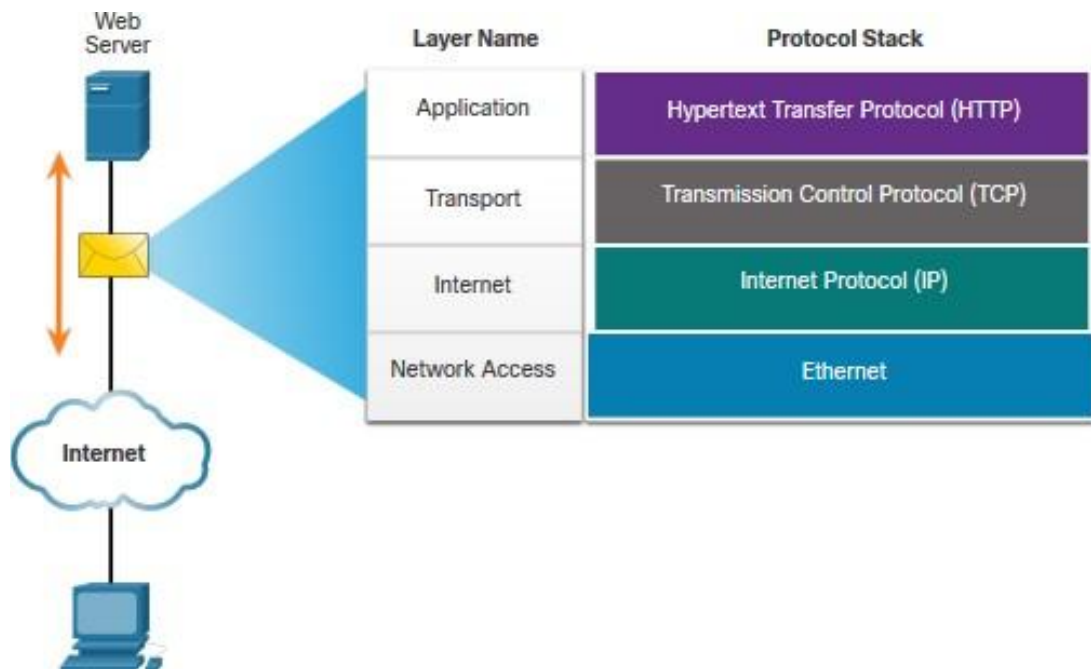 Web
Server
Layer Name
Protocol Stack
Application
Hypertext Transfer Protocol (HTTP)
Transport
Transmission Control Protocol (TCP)
Internet
Internet Protocol (IP)
Network Access
Ethernet
Internet